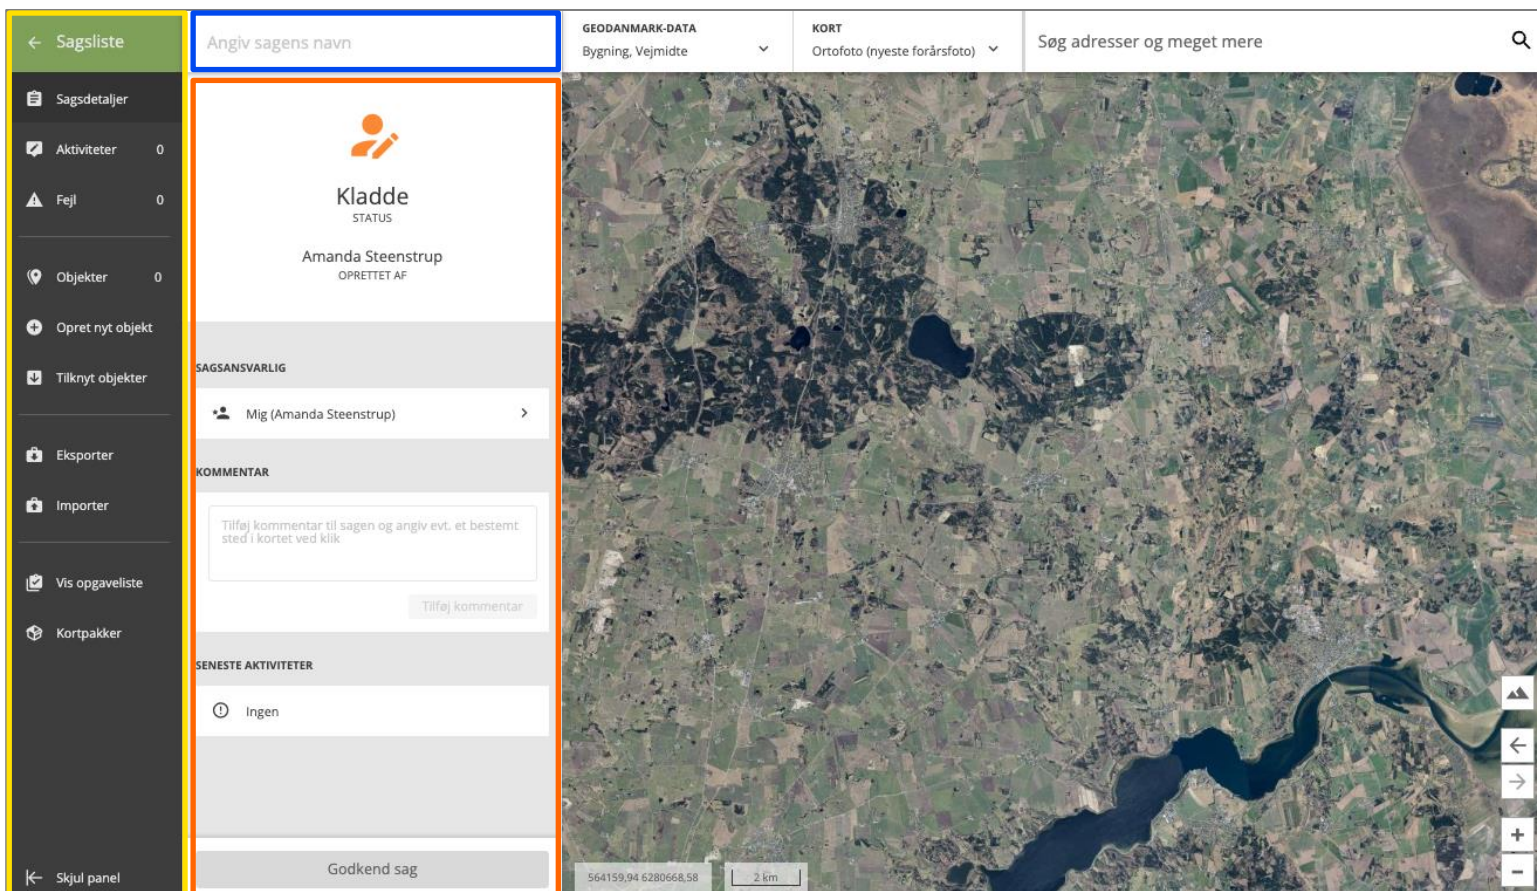 Sagsliste
Sagsdetaljer
Aktiviteter 0
Fejl 0
Objekter 0
Opret nyt objekt
Tilknyt objekter
Eksporter
Importer
Vis opgaveliste
Kortpakker
Skjul panel
Angiv sagens navn
Kladde
STATUS
Amanda Steenstrup
OPRETTET AF
SAGSANSVARLIG
Mig (Amanda Steenstrup)
KOMMENTAR
Tilføj kommentar til sagen og angiv evt. et bestemt
sted i kortet ved klik
Tilføj kommentar
SENESTE AKTIVITETER
Ingen
Godkend sag
GEODANMARK-DATA
Bygning, Vejmidte
KORT
Ortofoto (nyeste forårsfoto)
Søg adresser og meget mere
564159,94 6280668,58
2 km